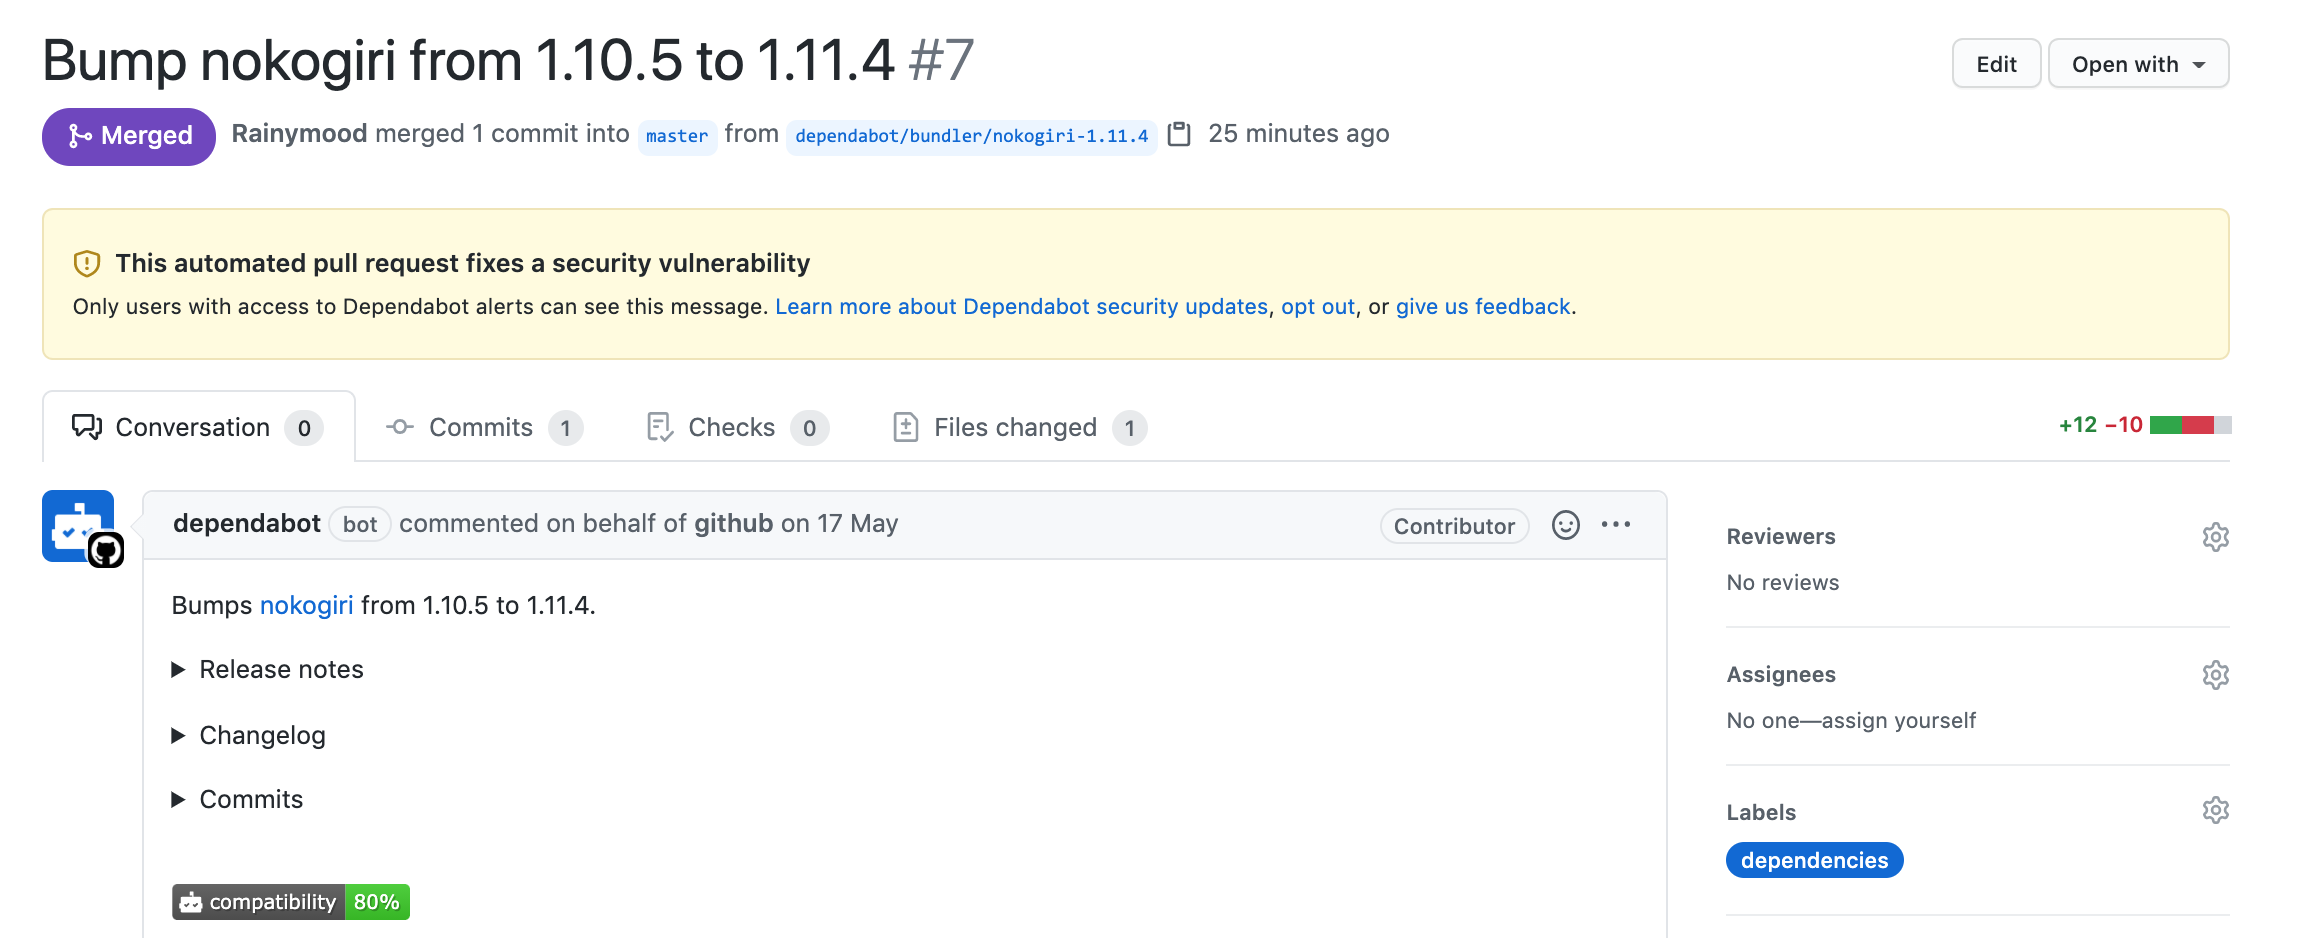 Bump nokogiri from 1.10.5 to 1.11.4 #7
Edit
Open with
Merged
Rainymood merged 1 commit into master from dependabot/bundler/nokogiri-1.11.4 25 minutes ago
This automated pull request fixes a security vulnerability
Only users with access to Dependabot alerts can see this message. Learn more about Dependabot security updates, opt out, or give us feedback.
Conversation 0
Commits 1
Checks 0
Files changed 1
+12 −10
dependabot bot commented on behalf of github on 17 May
Contributor
Bumps nokogiri from 1.10.5 to 1.11.4.
Release notes
Changelog
Commits
compatibility 80%
Reviewers
No reviews
Assignees
No one—assign yourself
Labels
dependencies